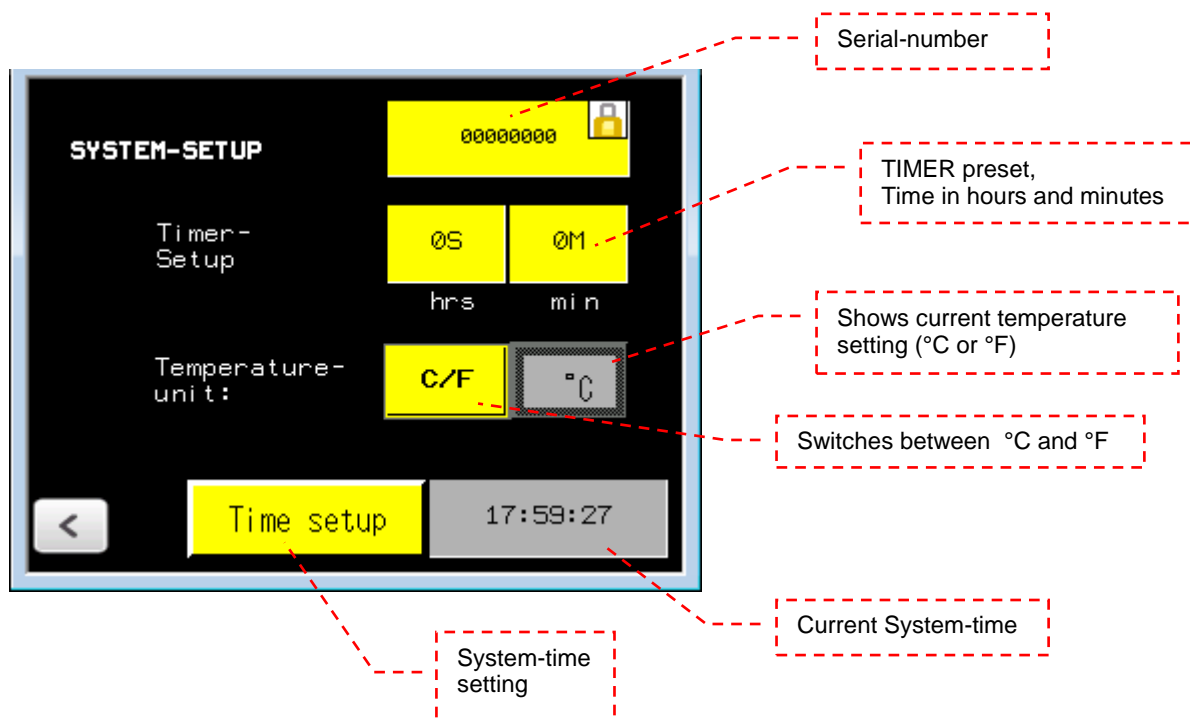 Serial-number
SYSTEM-SETUP
00000000
TIMER preset,
Time in hours and minutes
Timer-
Setup
0S
0M
hrs
min
Shows current temperature
setting (°C or °F)
Temperature-
unit:
C/F
°C
Switches between °C and °F
<
Time setup
17:59:27
Current System-time
System-time
setting